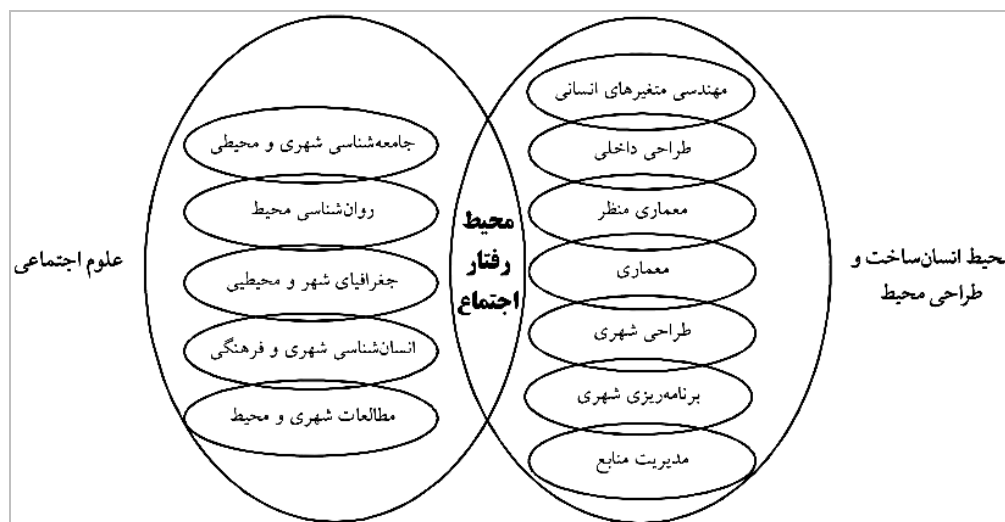 محیط انسان‌ساخت و
طراحی محیط
مهندسی متغیرهای انسانی
طراحی داخلی
معماری منظر
معماری
طراحی شهری
برنامه‌ریزی شهری
مدیریت منابع
محیط
رفتار
اجتماع
جامعه‌شناسی شهری و محیطی
روان‌شناسی محیط
جغرافیای شهر و محیطیی
انسان‌شناسی شهری و فرهنگی
مطالعات شهری و محیط
علوم اجتماعی